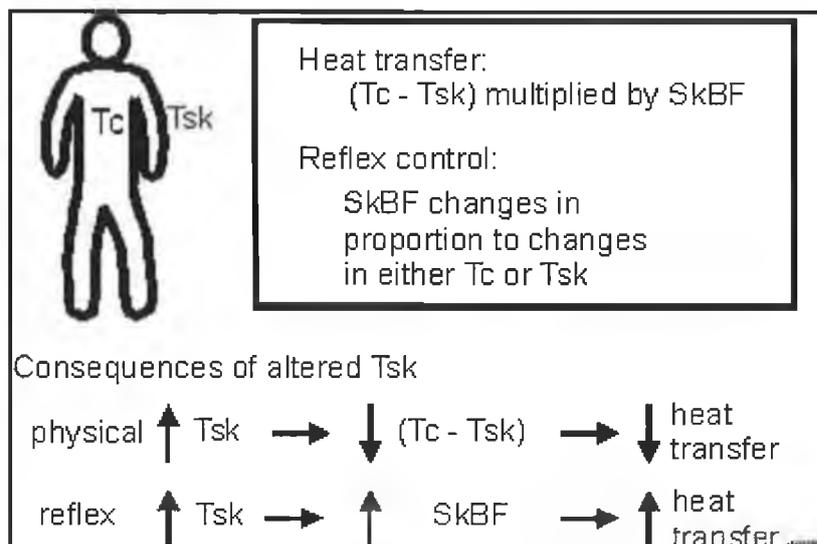 Tc Tsk
Heat transfer:
(Tc - Tsk) multiplied by SkBF
Reflex control:
SkBF changes in
proportion to changes
in either Tc or Tsk
Consequences of altered Tsk
physical Tsk (Tc - Tsk) heat
transfer
reflex Tsk SkBF heat
transfer